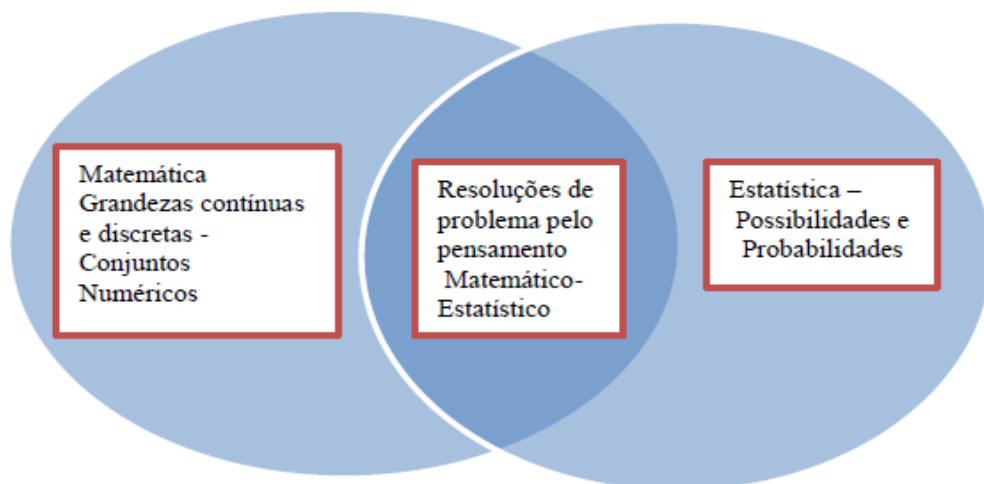 Matemática
Grandezas contínuas
e discretas -
Conjuntos
Numéricos
Resoluções de
problema pelo
pensamento
Matemático-
Estatístico
Estatística –
Possibilidades e
Probabilidades